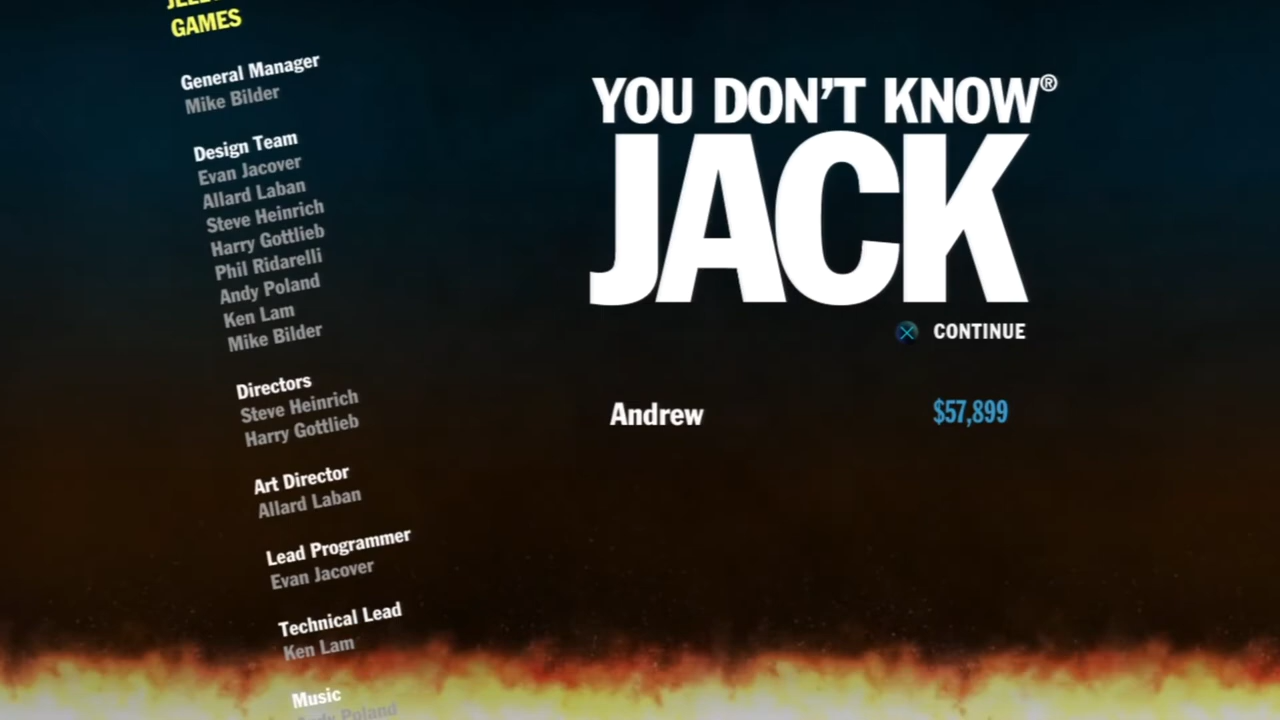 GAMES
General Manager
Mike Bilder
Design Team
Evan Jacover
Allard Laban
Steve Heinrich
Harry Gottlieb
Phil Ridarelli
Andy Poland
Ken Lam
Mike Bilder
Directors
Steve Heinrich
Harry Gottlieb
Art Director
Allard Laban
Lead Programmer
Evan Jacover
Technical Lead
Ken Lam
Music
Andy Poland
YOU DON'T KNOW®
JACK
CONTINUE
Andrew $57,899